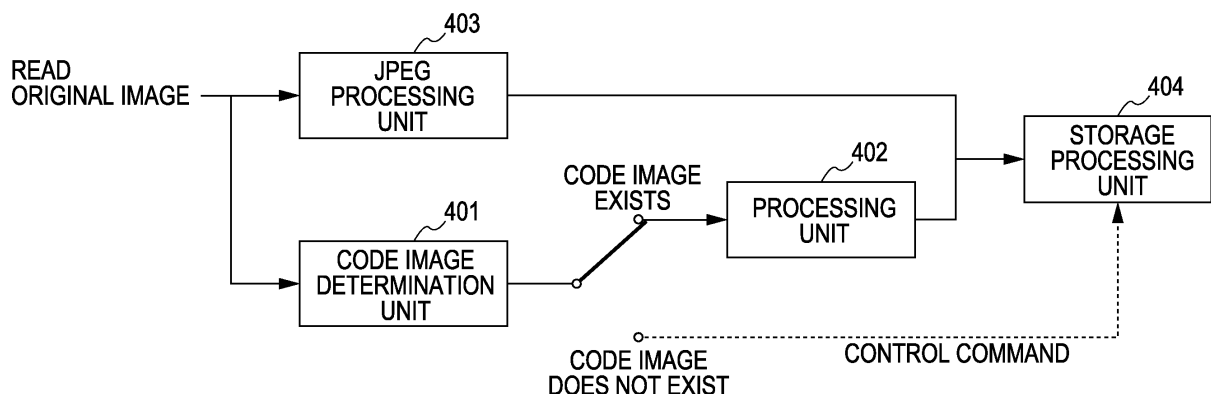 403
READ
ORIGINAL IMAGE
JPEG
PROCESSING
UNIT
404
STORAGE
PROCESSING
UNIT
CODE IMAGE
EXISTS
402
PROCESSING
UNIT
401
CODE IMAGE
DETERMINATION
UNIT
CODE IMAGE
DOES NOT EXIST
CONTROL COMMAND